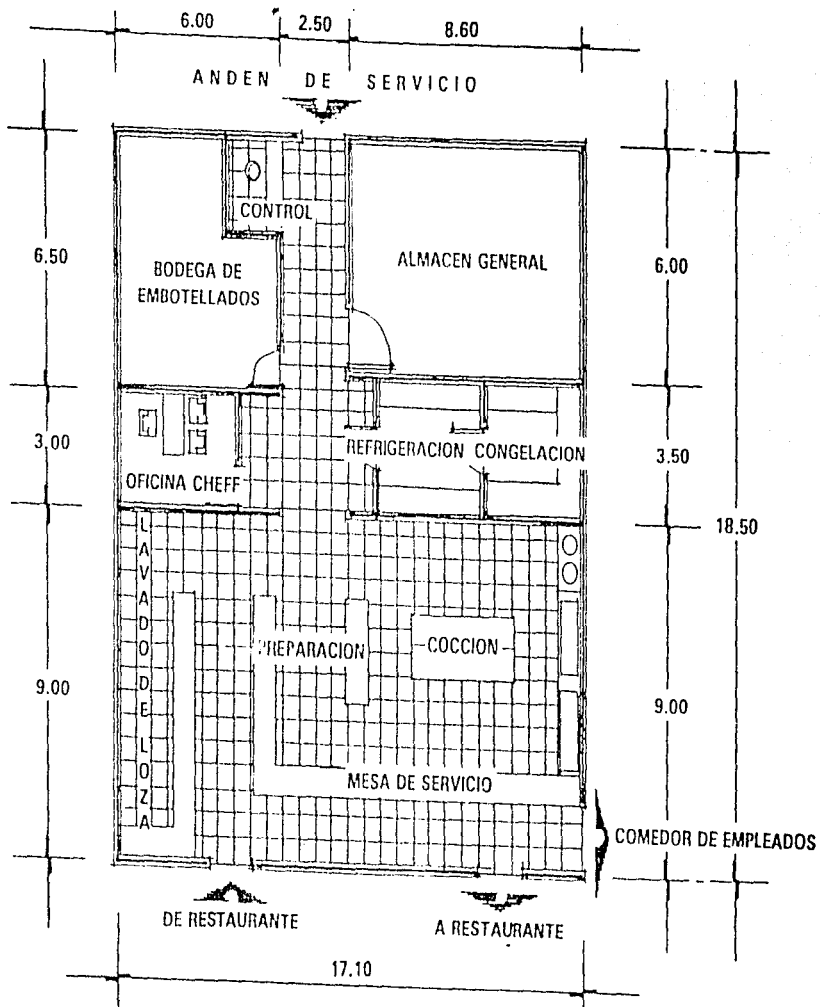 6.00 2.50 8.60
ANDEN DE SERVICIO
CONTROL
6.50
BODEGA DE
EMBOTELLADOS
ALMACEN GENERAL
6.00
3.00
OFICINA CHEFF
REFRIGERACION CONGELACION
3.50
18.50
LAVADO DE LOZA
PREPARACION
COCCION
9.00
9.00
MESA DE SERVICIO
COMEDOR DE EMPLEADOS
DE RESTAURANTE
A RESTAURANTE
17.10